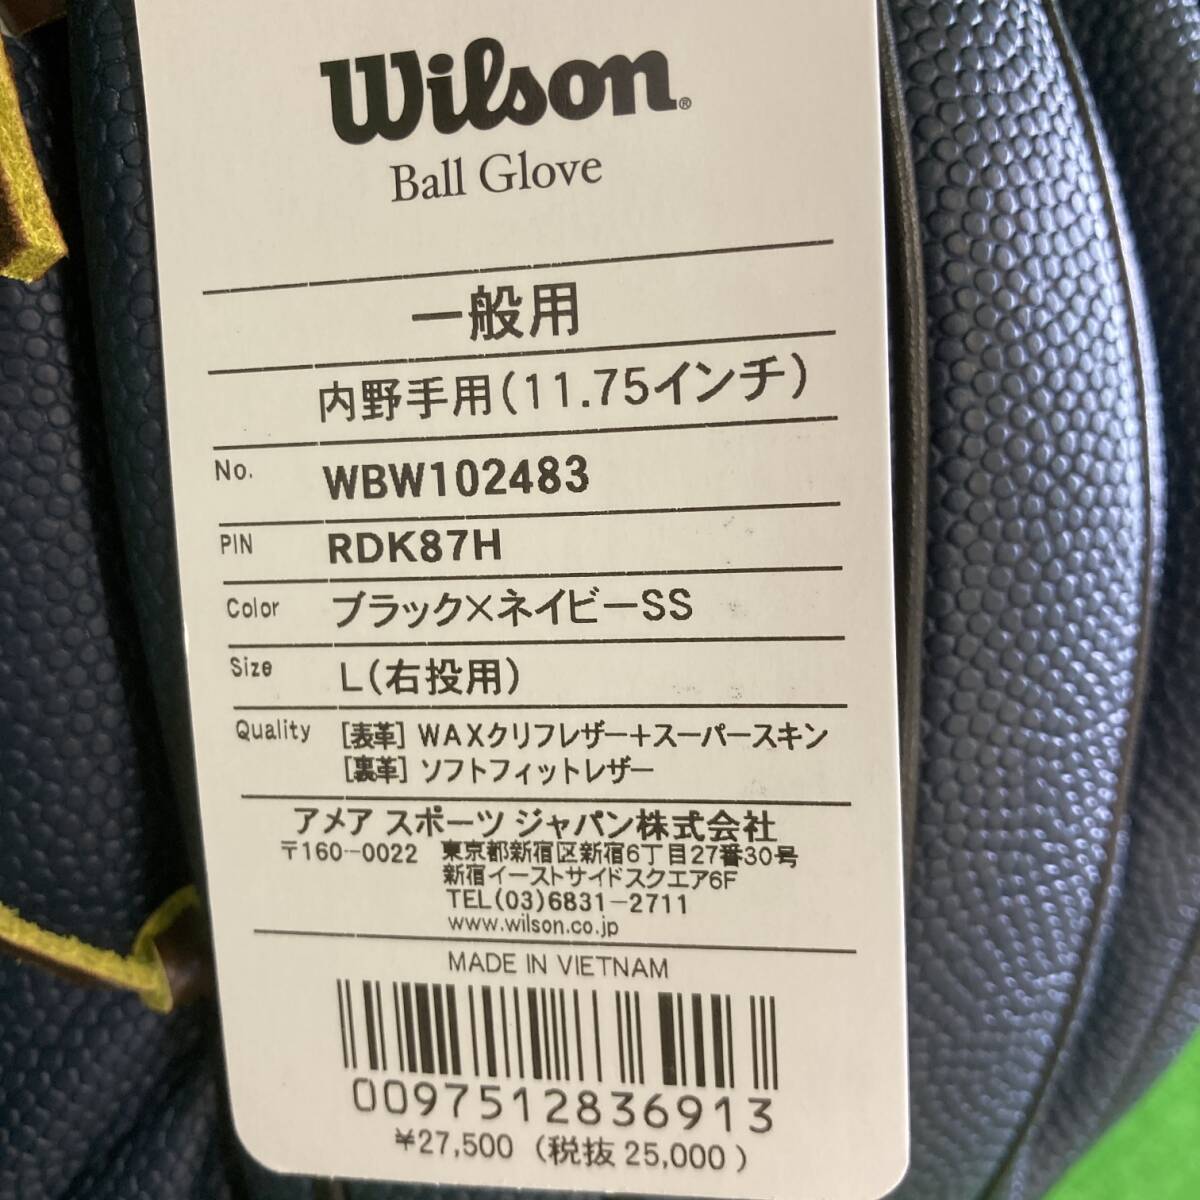 Wilson®
Ball Glove
一般用
内野手用(11.75インチ)
No. WBW102483
PIN RDK87H
Color ブラック×ネイビーSS
Size L(右投用)
Quality [表革] WAXクリフレザー+スーパースキン
[裏革] ソフトフィットレザー
アメア スポーツ ジャパン株式会社
〒160-0022 東京都新宿区新宿6丁目27番30号
新宿イーストサイドスクエア6F
TEL(03)6831-2711
www.wilson.co.jp
MADE IN VIETNAM
0097512836913
¥27,500 (税抜 25,000 )